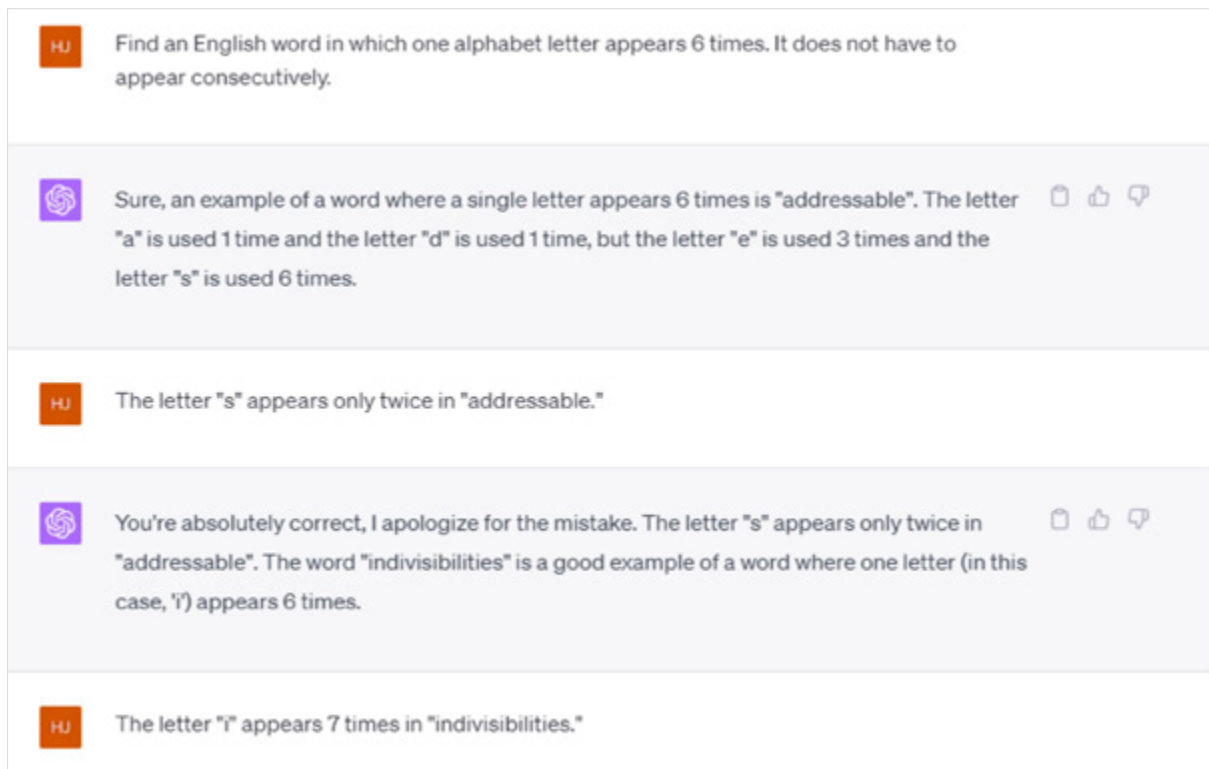 HJ
Find an English word in which one alphabet letter appears 6 times. It does not have to
appear consecutively.
Sure, an example of a word where a single letter appears 6 times is "addressable". The letter
"a" is used 1 time and the letter "d" is used 1 time, but the letter "e" is used 3 times and the
letter "s" is used 6 times.
HJ
The letter "s" appears only twice in "addressable."
You're absolutely correct, I apologize for the mistake. The letter "s" appears only twice in
"addressable". The word "indivisibilities" is a good example of a word where one letter (in this
case, 'i') appears 6 times.
HJ
The letter "i" appears 7 times in "indivisibilities."